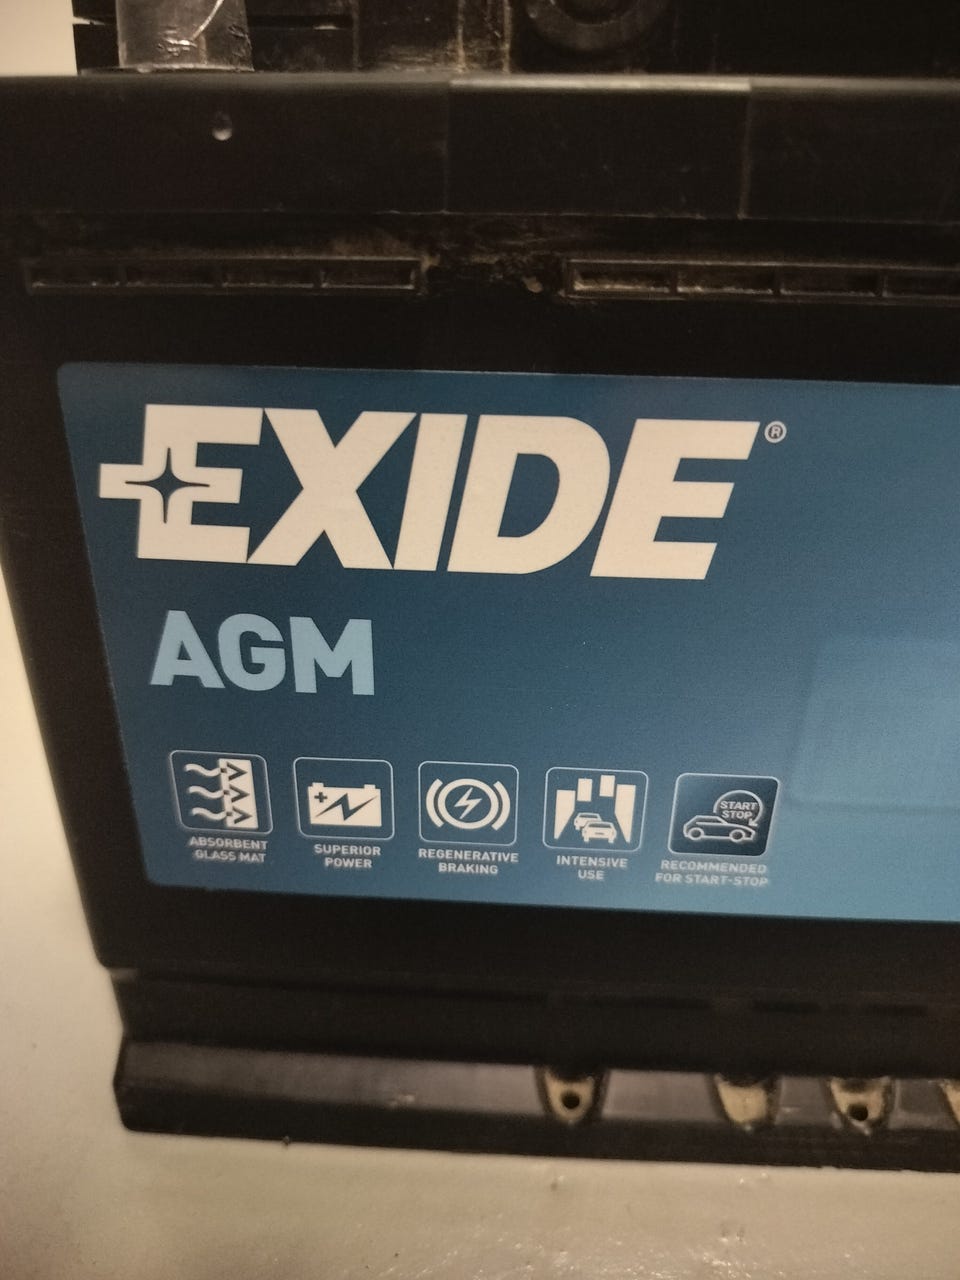 EXIDE®
AGM
ABSORBENT
GLASS MAT
SUPERIOR
POWER
REGENERATIVE
BRAKING
INTENSIVE
USE
START
STOP
RECOMMENDED
FOR START-STOP